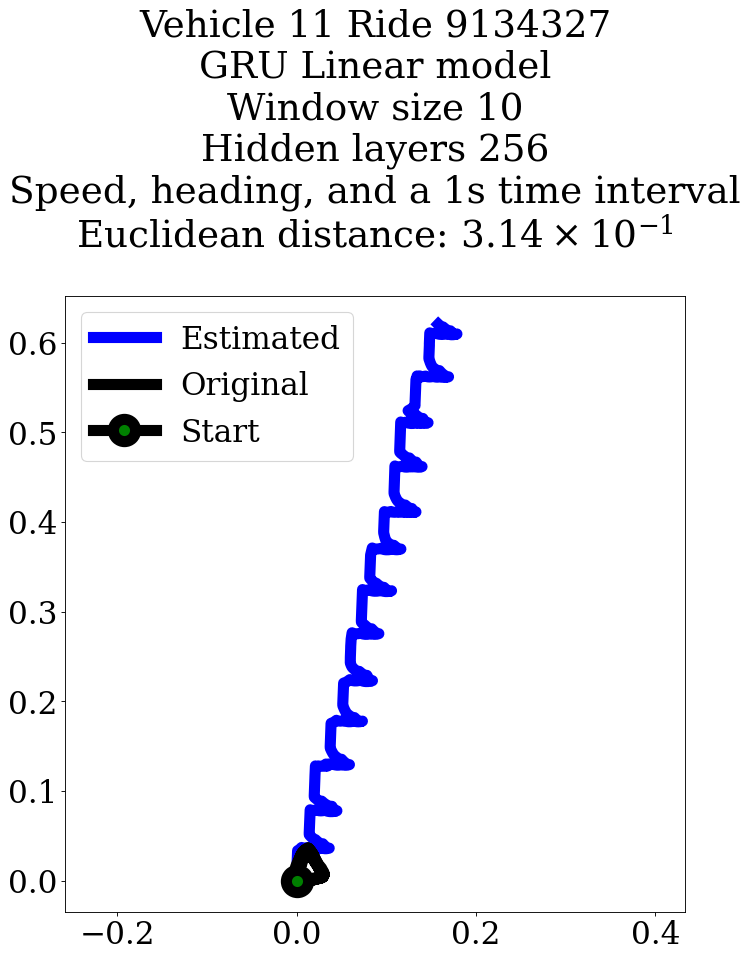 Vehicle 11 Ride 9134327
GRU Linear model
Window size 10
Hidden layers 256
Speed, heading, and a 1s time interval
Euclidean distance: 3.14 × 10⁻¹
Estimated
Original
Start
0.6
0.5
0.4
0.3
0.2
0.1
0.0
−0.2 0.0 0.2 0.4